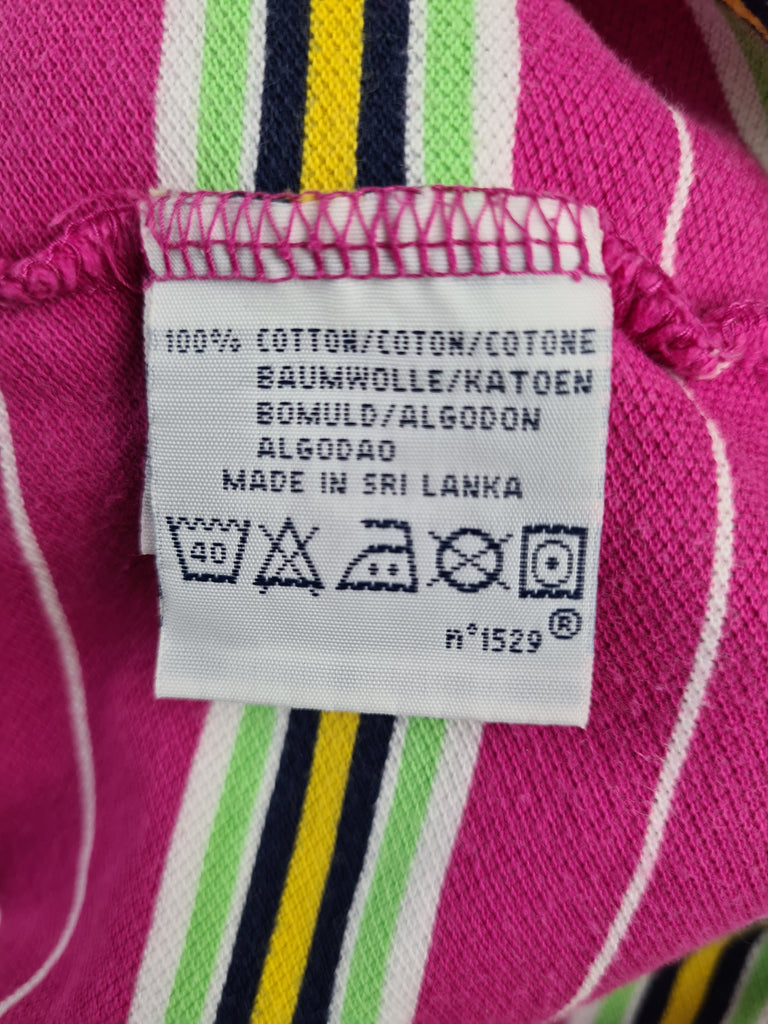 100% COTTON/COTON/COTONE
BAUMWOLLE/KATOEN
BOMULD/ALGODON
ALGODAO
MADE IN SRI LANKA
40
n°1529®